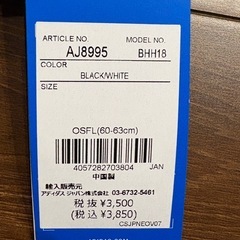 ARTICLE NO. MODEL NO.
AJ8995 BHH18
COLOR
BLACK/WHITE
SIZE
OSFL(60-63cm)
4057282703804 JAN
中国製
輸入販売元
アディダス ジャパン株式会社 03-6732-5461
税抜 ¥3,500
(税込 ¥3,850)
CSJPNEOV07